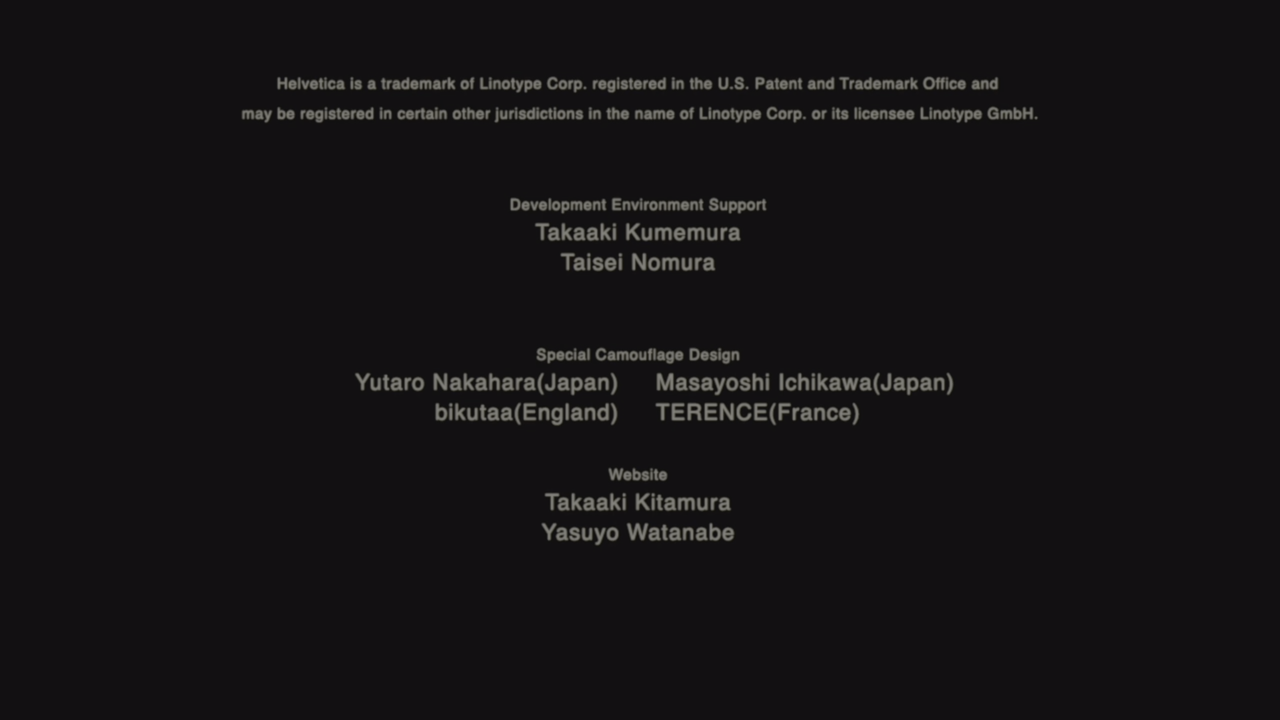 Helvetica is a trademark of Linotype Corp. registered in the U.S. Patent and Trademark Office and
may be registered in certain other jurisdictions in the name of Linotype Corp. or its licensee Linotype GmbH.
Development Environment Support
Takaaki Kumemura
Taisei Nomura
Special Camouflage Design
Yutaro Nakahara(Japan) Masayoshi Ichikawa(Japan)
bikutaa(England) TERENCE(France)
Website
Takaaki Kitamura
Yasuyo Watanabe